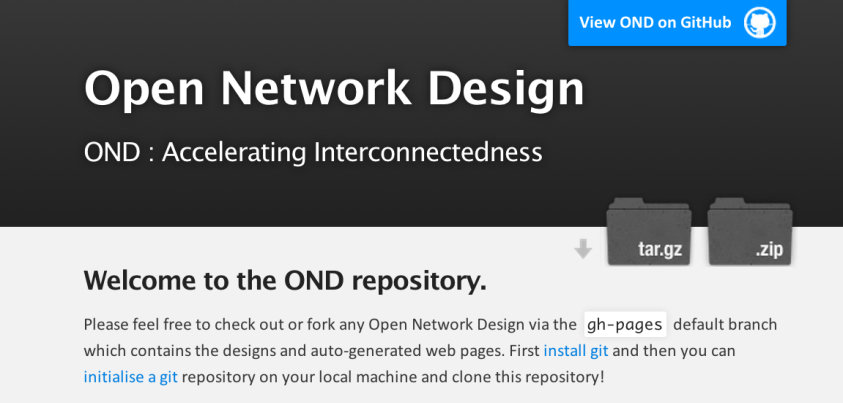 View OND on GitHub
Open Network Design
OND : Accelerating Interconnectedness
tar.gz
.zip
Welcome to the OND repository.
Please feel free to check out or fork any Open Network Design via the gh-pages default branch
which contains the designs and auto-generated web pages. First install git and then you can
initialise a git repository on your local machine and clone this repository!